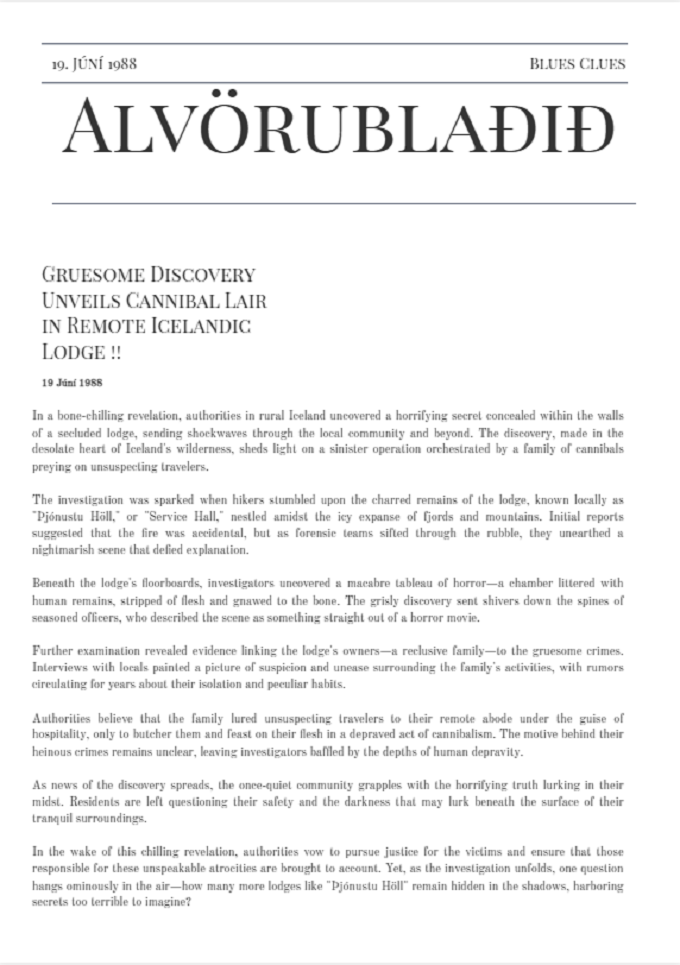 19. JÚNÍ 1988
BLUES CLUES
ALVÖRUBLAÐIÐ
GRUESOME DISCOVERY
UNVEILS CANNIBAL LAIR
IN REMOTE ICELANDIC
LODGE !!
19 Júní 1988
In a bone-chilling revelation, authorities in rural Iceland uncovered a horrifying secret concealed within the walls
of a secluded lodge, sending shockwaves through the local community and beyond. The discovery, made in the
desolate heart of Iceland's wilderness, sheds light on a sinister operation orchestrated by a family of cannibals
preying on unsuspecting travelers.
The investigation was sparked when hikers stumbled upon the charred remains of the lodge, known locally as
"Þjónustu Höll," or "Service Hall," nestled amidst the icy expanse of fjords and mountains. Initial reports
suggested that the fire was accidental, but as forensic teams sifted through the rubble, they unearthed a
nightmarish scene that defied explanation.
Beneath the lodge's floorboards, investigators uncovered a macabre tableau of horror—a chamber littered with
human remains, stripped of flesh and gnawed to the bone. The grisly discovery sent shivers down the spines of
seasoned officers, who described the scene as something straight out of a horror movie.
Further examination revealed evidence linking the lodge's owners—a reclusive family—to the gruesome crimes.
Interviews with locals painted a picture of suspicion and unease surrounding the family's activities, with rumors
circulating for years about their isolation and peculiar habits.
Authorities believe that the family lured unsuspecting travelers to their remote abode under the guise of
hospitality, only to butcher them and feast on their flesh in a depraved act of cannibalism. The motive behind their
heinous crimes remains unclear, leaving investigators baffled by the depths of human depravity.
As news of the discovery spreads, the once-quiet community grapples with the horrifying truth lurking in their
midst. Residents are left questioning their safety and the darkness that may lurk beneath the surface of their
tranquil surroundings.
In the wake of this chilling revelation, authorities vow to pursue justice for the victims and ensure that those
responsible for these unspeakable atrocities are brought to account. Yet, as the investigation unfolds, one question
hangs ominously in the air—how many more lodges like "Þjónustu Höll" remain hidden in the shadows, harboring
secrets too terrible to imagine?